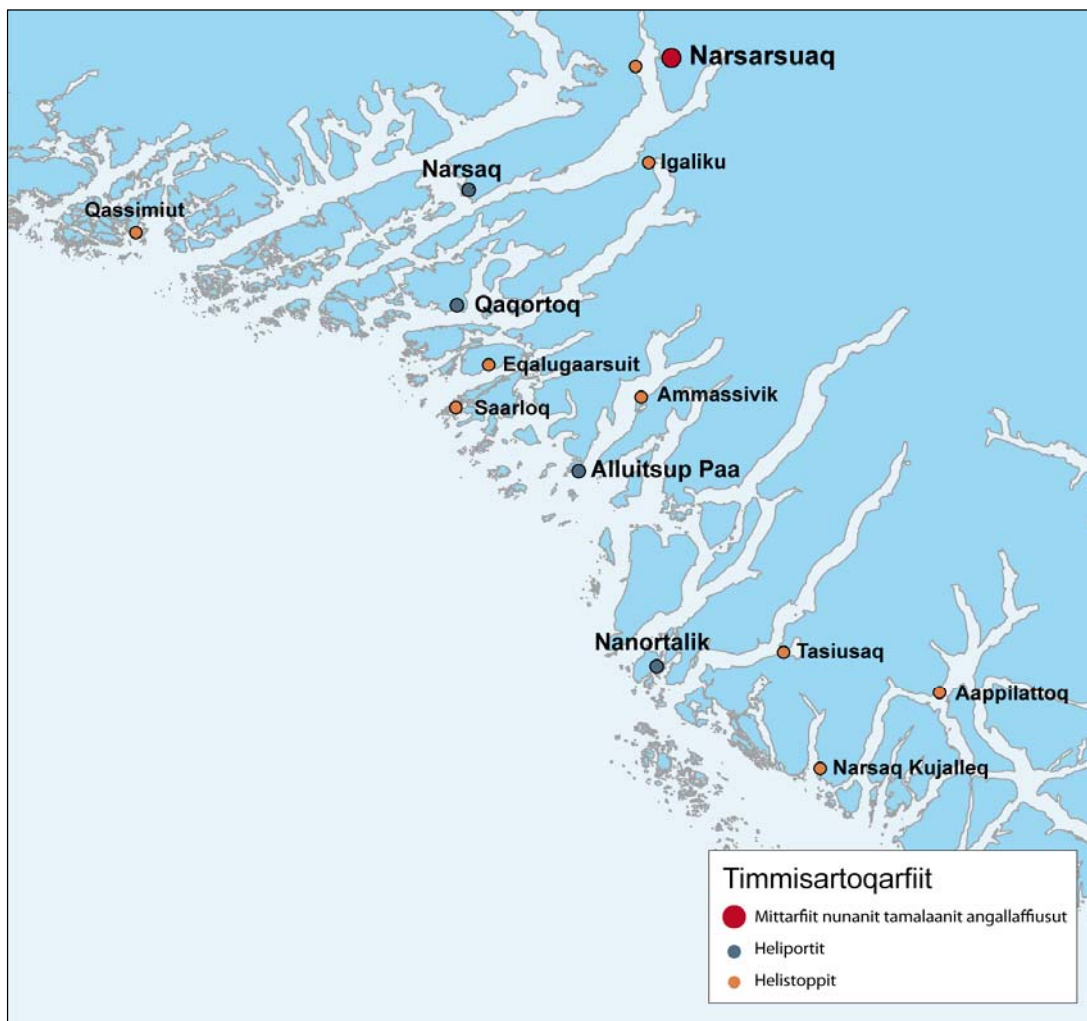 Narsarsuaq
Igaliku
Narsaq
Qassimiut
Qaqortoq
Eqalugaarsuit
Ammassivik
Saarloq
Alluitsup Paa
Nanortalik
Tasiusaq
Aappilattoq
Narsaq Kujalleq
Timmisartoqarfiit
Mittarfiit nunanit tamalaanit angallaffiusut
Heliportit
Helistoppit